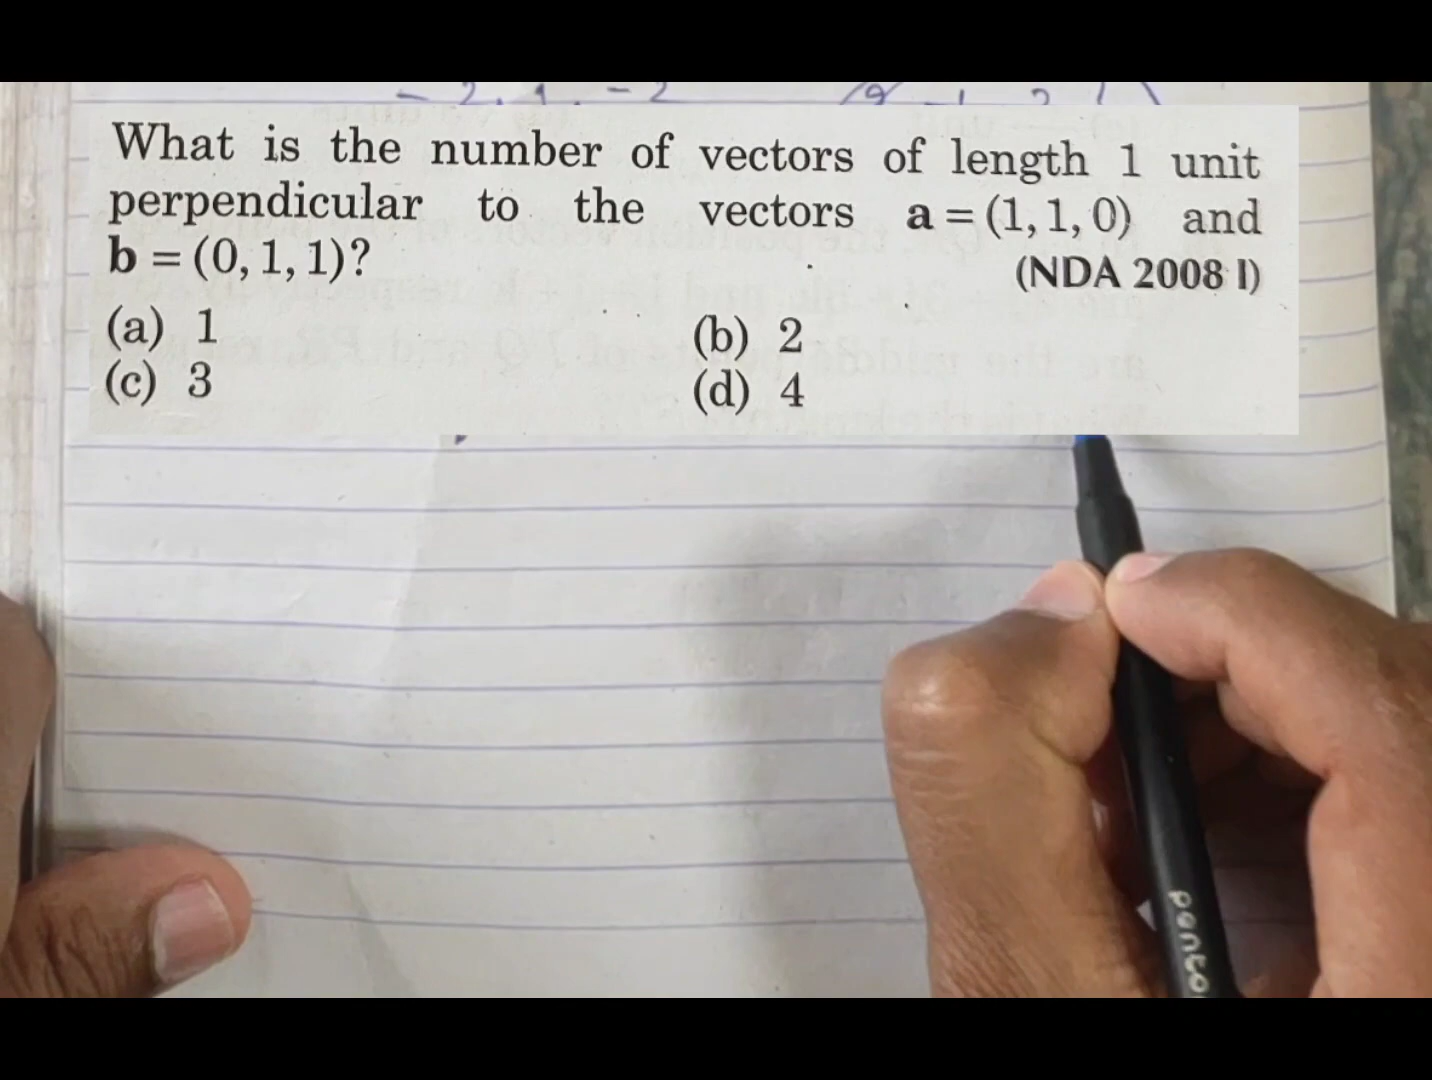 What is the number of vectors of length 1 unit
perpendicular to the vectors a = (1, 1, 0) and
b = (0, 1, 1)?
(NDA 2008 I)
(a) 1
(b) 2
(c) 3
(d) 4